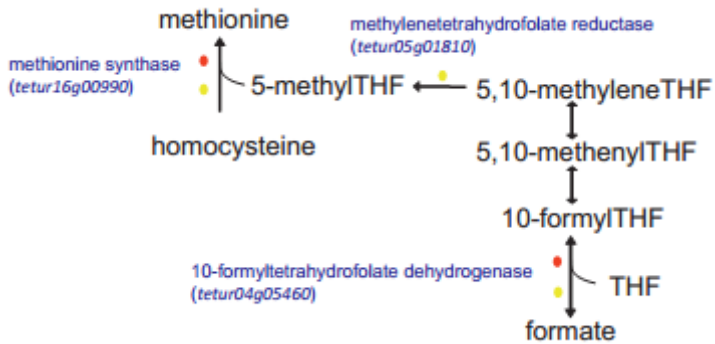 methionine
methylenetetrahydrofolate reductase
(tetur05g01810)
methionine synthase
(tetur16g00990)
5-methylTHF
5,10-methyleneTHF
homocysteine
5,10-methenylTHF
10-formylTHF
10-formyltetrahydrofolate dehydrogenase
(tetur04g05460)
THF
formate